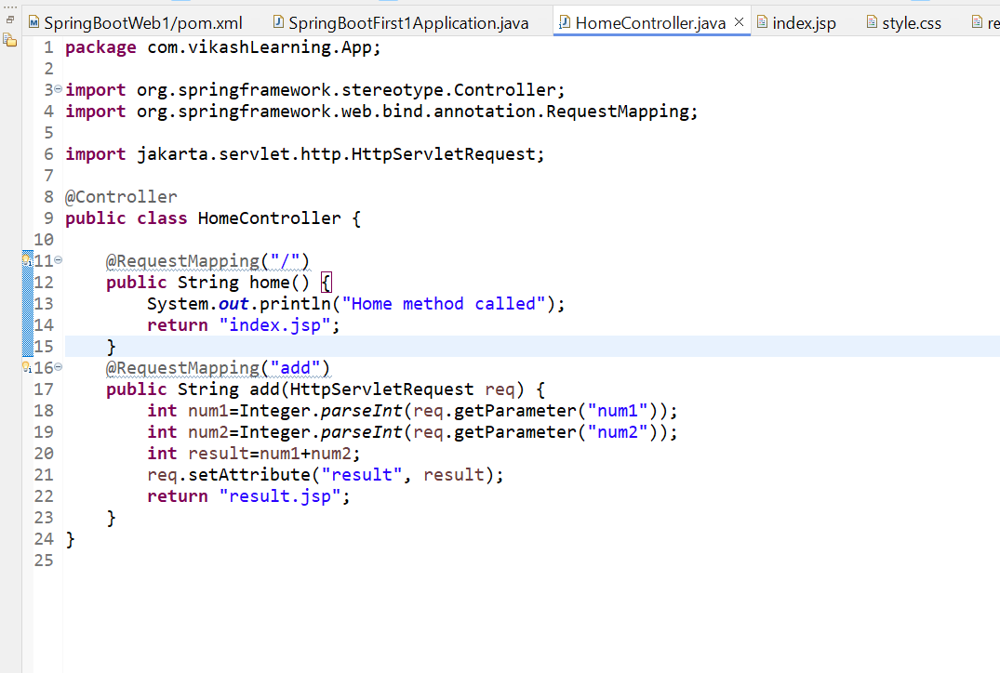 SpringBootWeb1/pom.xml SpringBootFirst1Application.java HomeController.java index.jsp style.css re
1 package com.vikashLearning.App;
2
3 import org.springframework.stereotype.Controller;
4 import org.springframework.web.bind.annotation.RequestMapping;
5
6 import jakarta.servlet.http.HttpServletRequest;
7
8 @Controller
9 public class HomeController {
10
11 @RequestMapping("/")
12 public String home() {
13 System.out.println("Home method called");
14 return "index.jsp";
15 }
16 @RequestMapping("add")
17 public String add(HttpServletRequest req) {
18 int num1=Integer.parseInt(req.getParameter("num1"));
19 int num2=Integer.parseInt(req.getParameter("num2"));
20 int result=num1+num2;
21 req.setAttribute("result", result);
22 return "result.jsp";
23 }
24 }
25